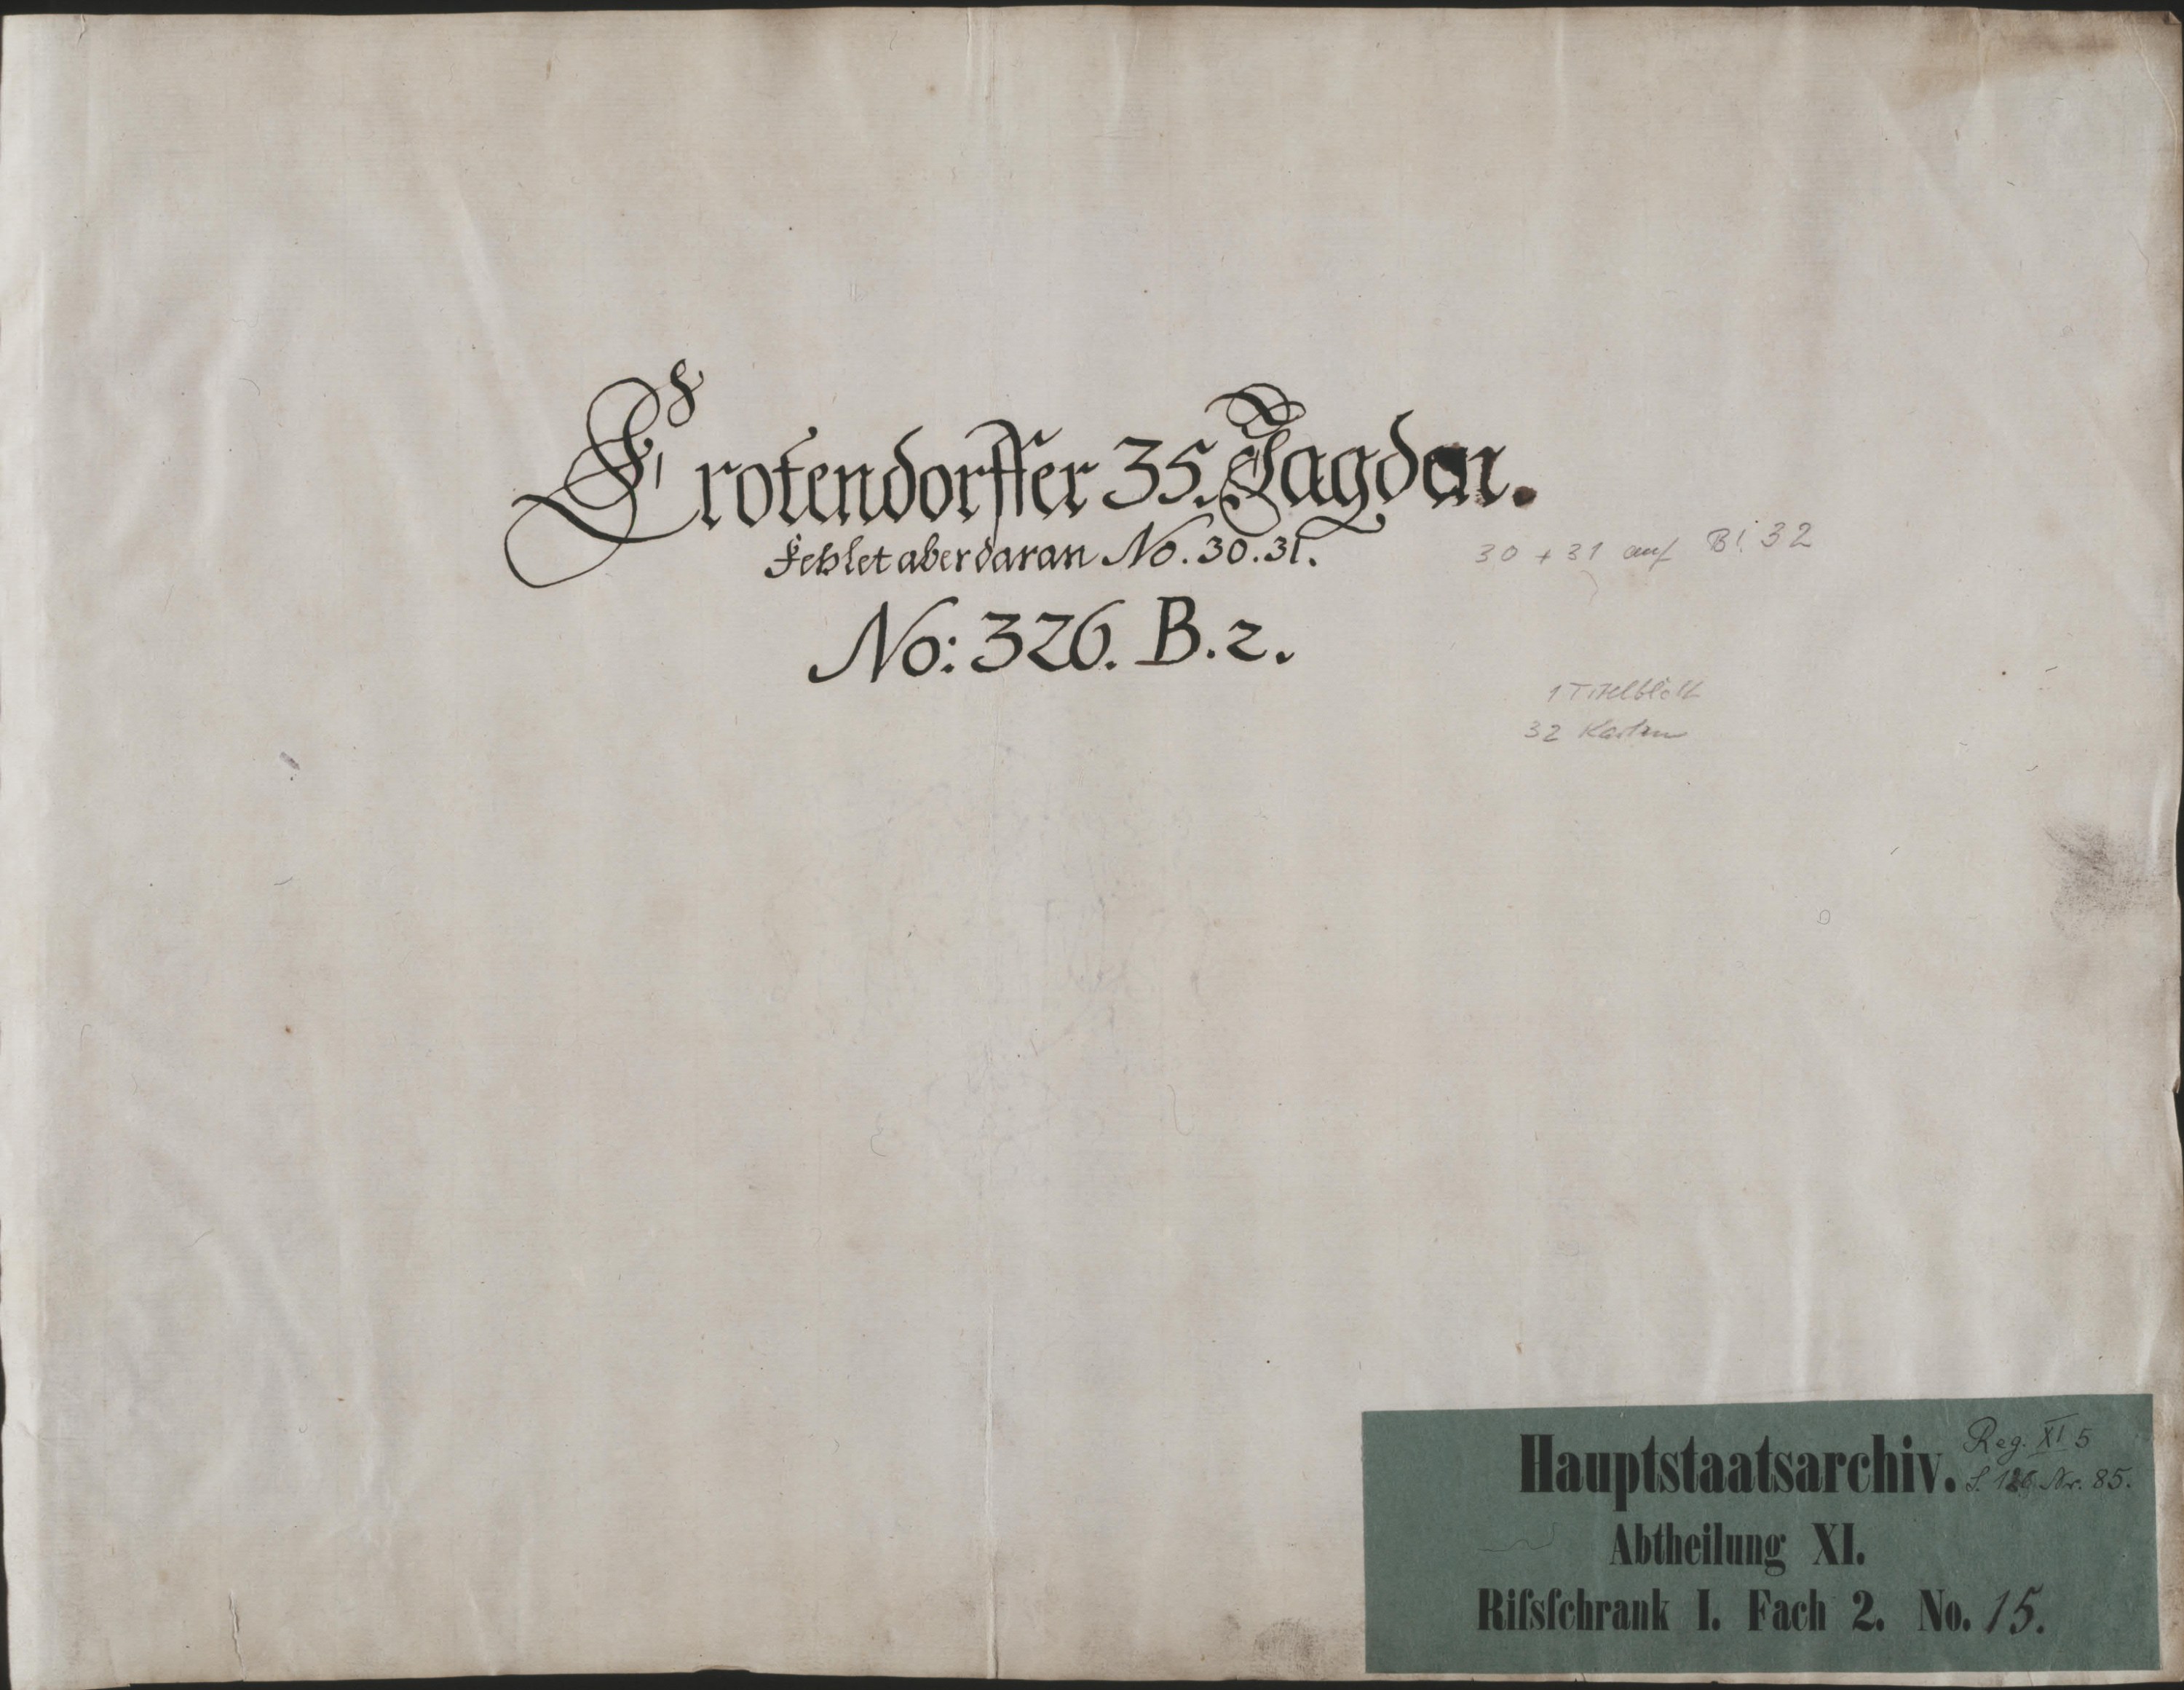 Crotendorffer 35. Jagden.
Fehlet aber daran No. 30. 31.
30 + 31 auf Bl. 32
No: 326. B. 2.
1 Titelblatt
32 Karten
Hauptstaatsarchiv.
Reg. XI 5
S. 126. Nr. 85.
Abtheilung XI.
Rifsſchrank I. Fach 2. No. 15.